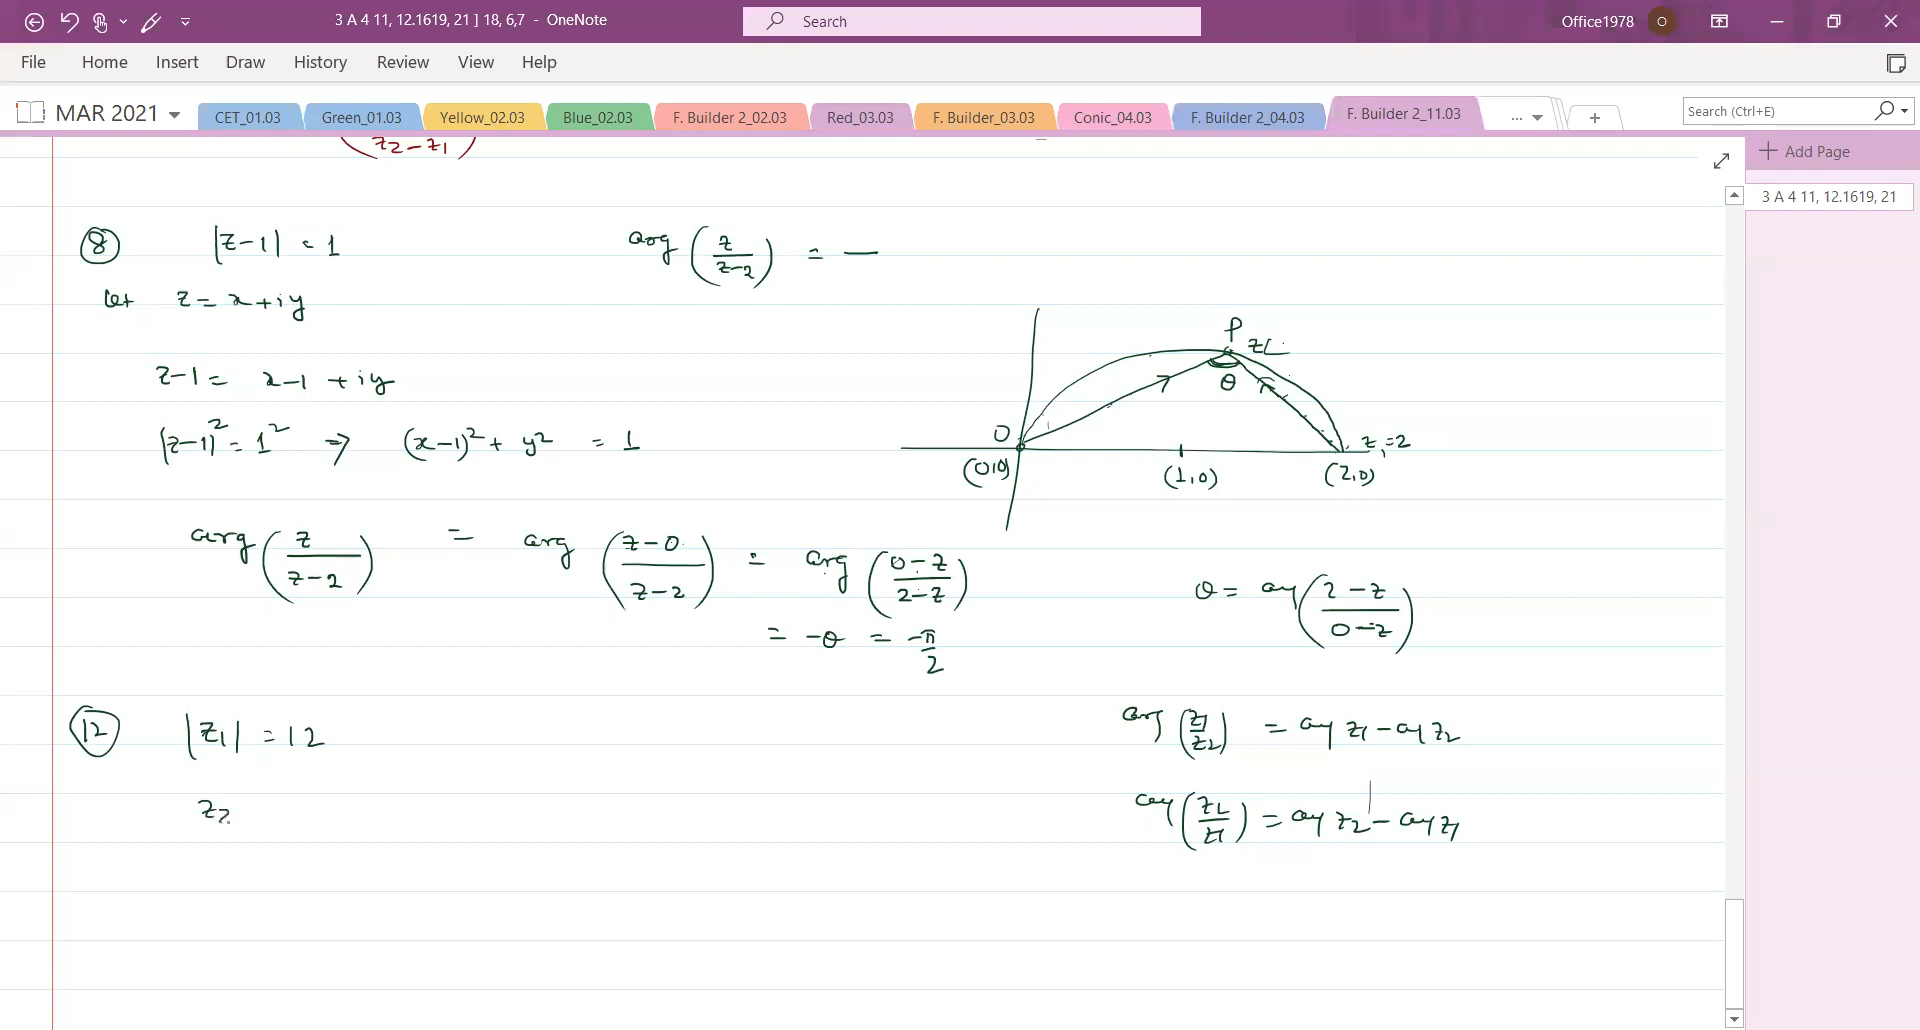 3 A 4 11, 12.1619, 21 ] 18, 6,7 - OneNote
Search
Office1978
O
File Home Insert Draw History Review View Help
MAR 2021
CET_01.03
Green_01.03
Yellow_02.03
Blue_02.03
F. Builder 2_02.03
Red_03.03
F. Builder_03.03
Conic_04.03
F. Builder 2_04.03
F. Builder 2_11.03
...
Search (Ctrl+E)
Add Page
3 A 4 11, 12.1619, 21
z2 - z1
8 |z-1| = 1 arg (z/(z-2)) = —
let z = x+iy
z-1 = x-1 + iy
|z-1|² = 1² ⇒ (x-1)² + y² = 1
P
θ
O
z1=2
(0,0)
(1,0)
(2,0)
arg (z/(z-2)) = arg ((z-0)/(z-2)) = arg ((0-z)/(2-z))
θ = arg ((2-z)/(0-z))
= -θ = -π/2
12 |z1| = 12
arg (z1/z2) = arg z1 - arg z2
z2
arg (z2/z1) = arg z2 - arg z1